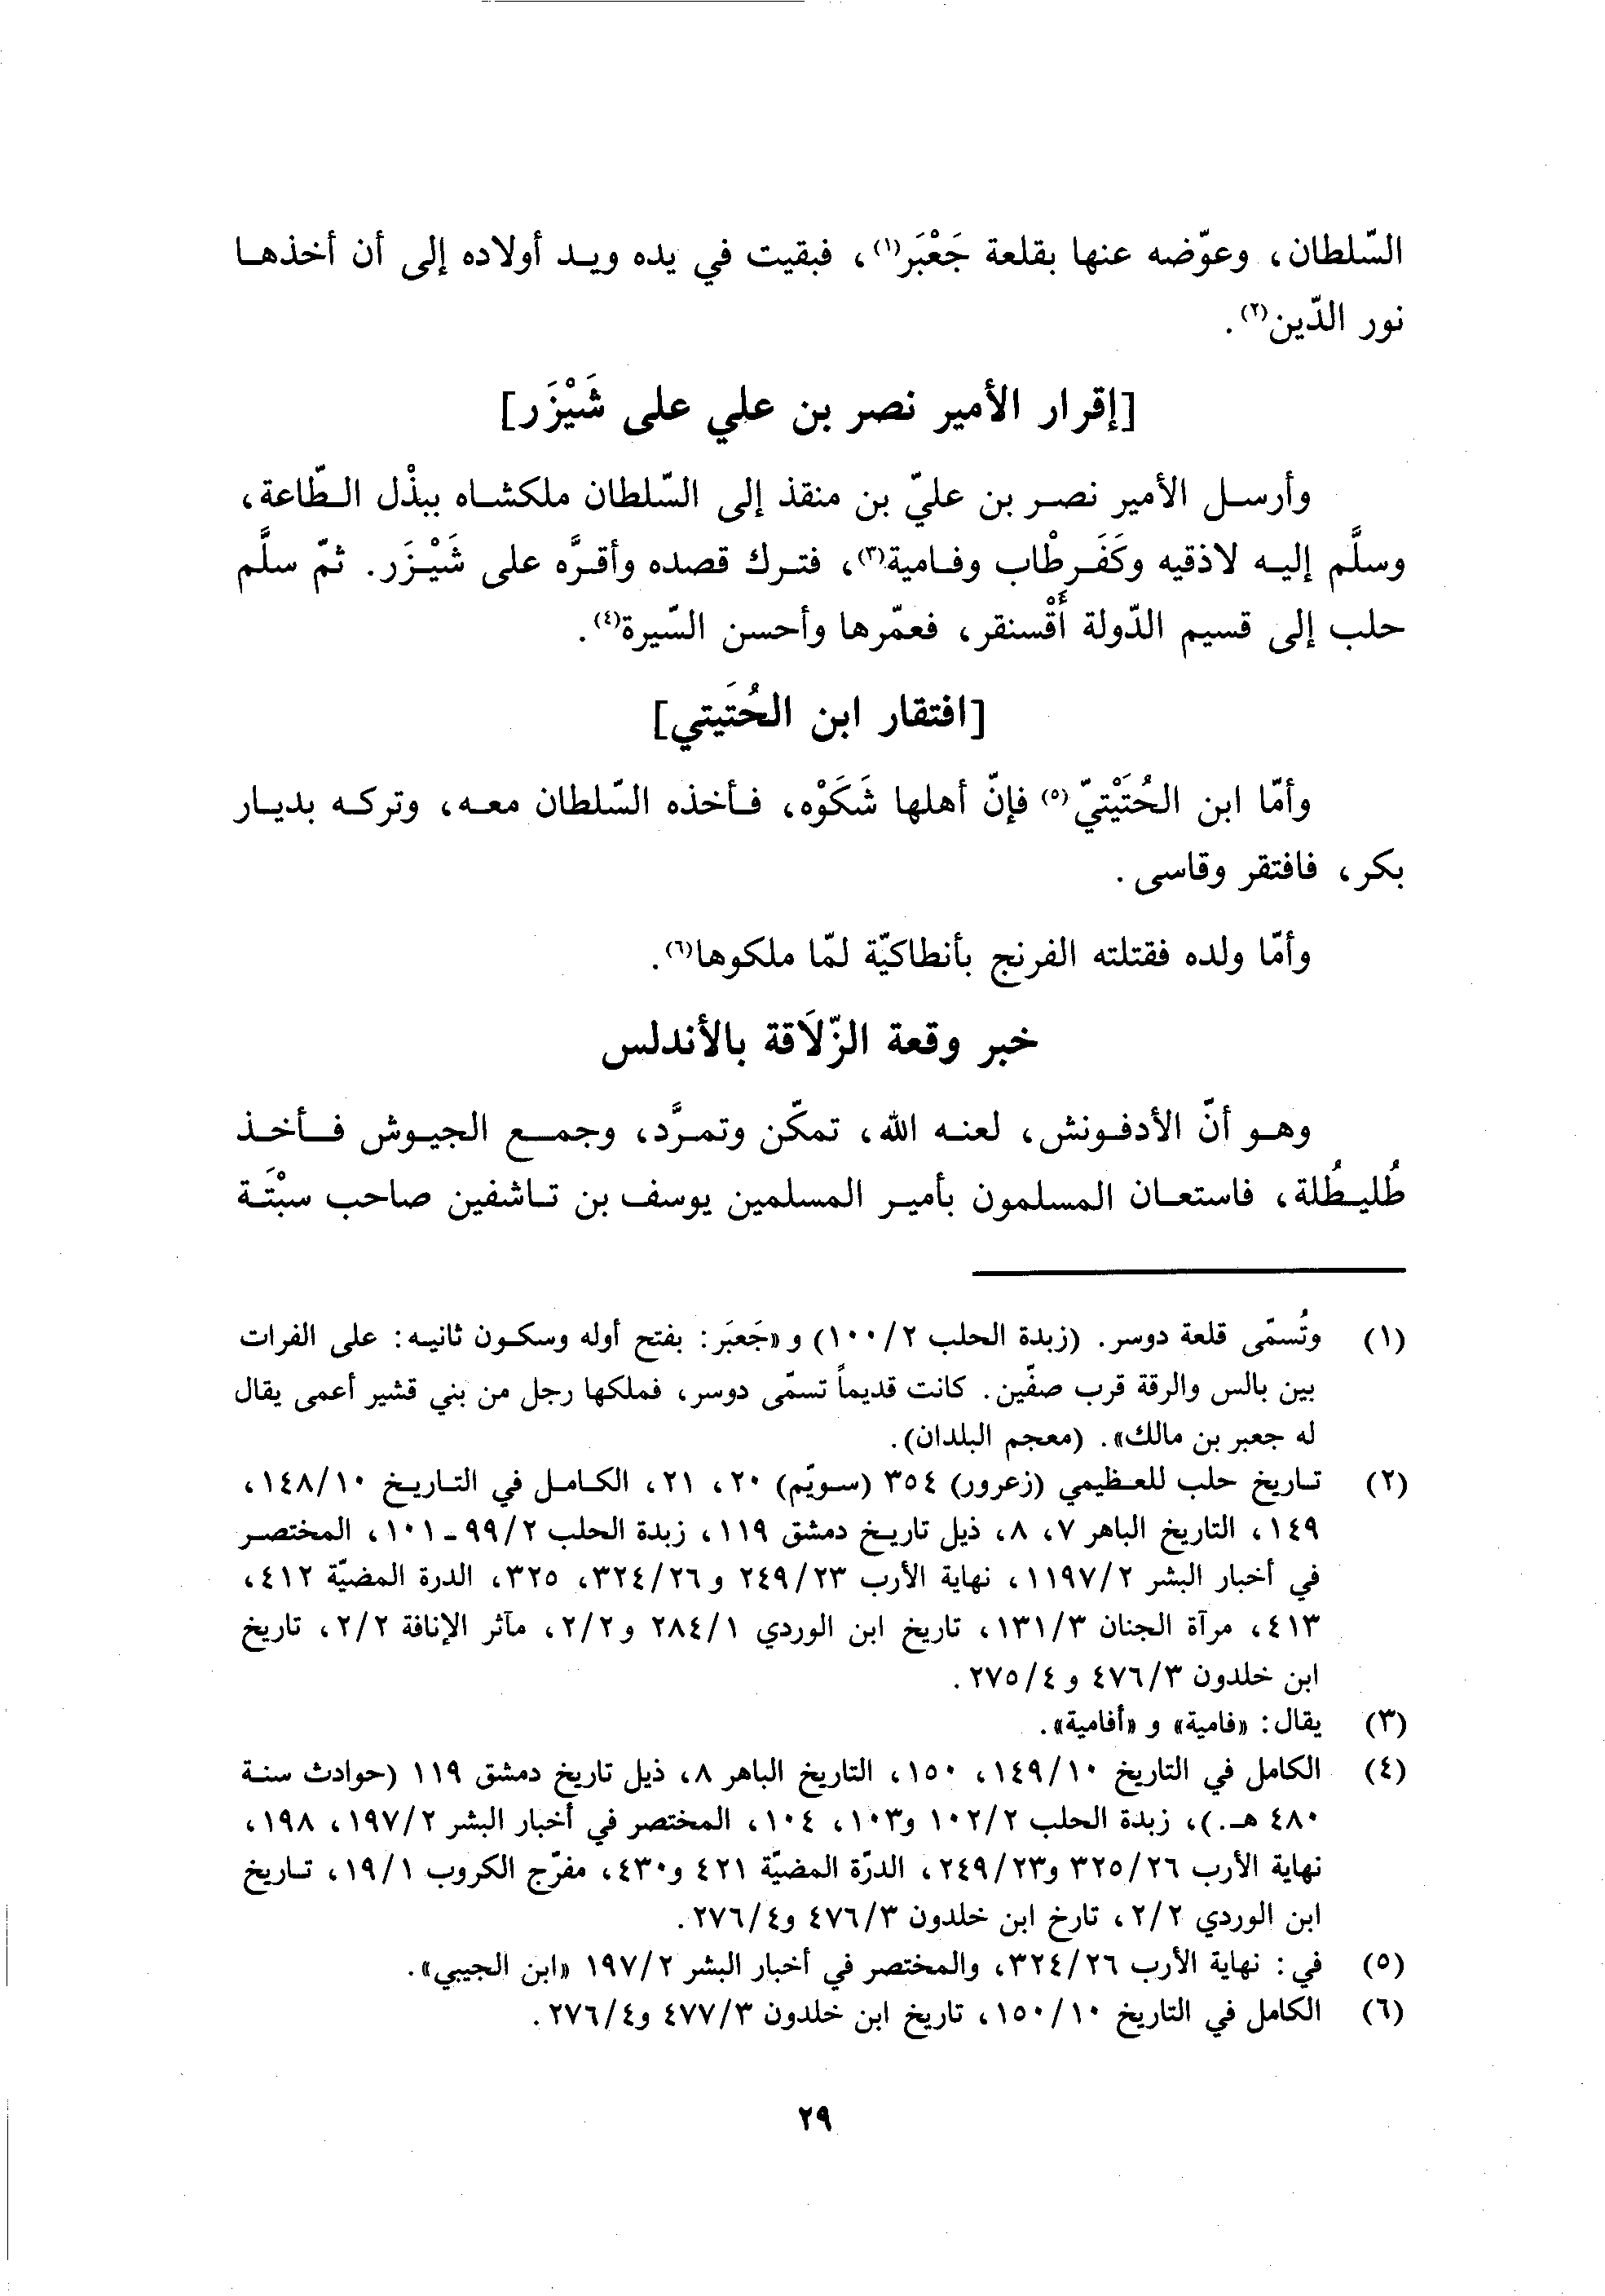 السّلطان، وعوّضه عنها بقلعة جَعْبَر(١)، فبقيت في يده ويد أولاده إلى أن أخذها
نور الدّين(٢).
[إقرار الأمير نصر بن علي على شَيْزَر]
وأرسل الأمير نصر بن عليّ بن منقذ إلى السّلطان ملكشاه ببذْل الطّاعة،
وسلَّم إليه لاذقيه وكَفَرطْاب وفامية(٣)، فترك قصده وأقرَّه على شَيْزَر. ثمّ سلَّم
حلب إلى قسيم الدّولة أَقْسنقر، فعمّرها وأحسن السّيرة(٤).
[افتقار ابن الحُتَيتي]
وأمّا ابن الحُتَيْتيّ(٥) فإنّ أهلها شَكَوْه، فأخذه السّلطان معه، وتركه بديار
بكر، فافتقر وقاسى.
وأمّا ولده فقتلته الفرنج بأنطاكيّة لمّا ملكوها(٦).
خبر وقعة الزّلاَقة بالأندلس
وهو أنّ الأدفونش، لعنه الله، تمكّن وتمرَّد، وجمع الجيوش فأخذ
طُليطُلة، فاستعان المسلمون بأمير المسلمين يوسف بن تاشفين صاحب سبْتَة
(١) وتُسمّى قلعة دوسر. (زبدة الحلب ٢/١٠٠) و«جَعبَر: بفتح أوله وسكون ثانيه: على الفرات
بين بالس والرقة قرب صفّين. كانت قديماً تسمّى دوسر، فملكها رجل من بني قشير أعمى يقال
له جعبر بن مالك». (معجم البلدان).
(٢) تاريخ حلب للعظيمي (زعرور) ٣٥٤ (سويّم) ٢٠، ٢١، الكامل في التاريخ ١٠/١٤٨،
١٤٩، التاريخ الباهر ٧، ٨، ذيل تاريخ دمشق ١١٩، زبدة الحلب ٢/٩٩ـ١٠١، المختصر
في أخبار البشر ٢/١١٩٧، نهاية الأرب ٢٣/٢٤٩ و٢٦/٣٢٤، ٣٢٥، الدرة المضيّة ٤١٢،
٤١٣، مرآة الجنان ٣/١٣١، تاريخ ابن الوردي ١/٢٨٤ و٢/٢، مآثر الإنافة ٢/٢، تاريخ
ابن خلدون ٣/٤٧٦ و ٤/٢٧٥.
(٣) يقال: «فامية» و «أفامية».
(٤) الكامل في التاريخ ١٠/١٤٩، ١٥٠، التاريخ الباهر ٨، ذيل تاريخ دمشق ١١٩ (حوادث سنة
٤٨٠ هـ.)، زبدة الحلب ٢/١٠٢ و١٠٣، ١٠٤، المختصر في أخبار البشر ٢/١٩٧، ١٩٨،
نهاية الأرب ٢٦/٣٢٥ و٢٣/٢٤٩، الدرّة المضيّة ٤٢١ و٤٣٠، مفرّج الكروب ١/١٩، تاريخ
ابن الوردي ٢/٢، تارخ ابن خلدون ٣/٤٧٦ و٤/٢٧٦.
(٥) في: نهاية الأرب ٢٦/٣٢٤، والمختصر في أخبار البشر ٢/١٩٧ «ابن الجيبي».
(٦) الكامل في التاريخ ١٠/١٥٠، تاريخ ابن خلدون ٣/٤٧٧ و٤/٢٧٦.
٢٩